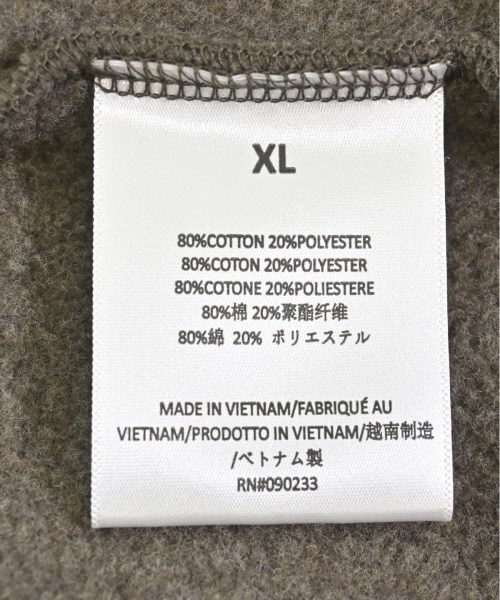 XL
80%COTTON 20%POLYESTER
80%COTON 20%POLYESTER
80%COTONE 20%POLIESTERE
80%棉 20%聚酯纤维
80%綿 20% ポリエステル
MADE IN VIETNAM/FABRIQUÉ AU
VIETNAM/PRODOTTO IN VIETNAM/越南制造
/ベトナム製
RN#090233